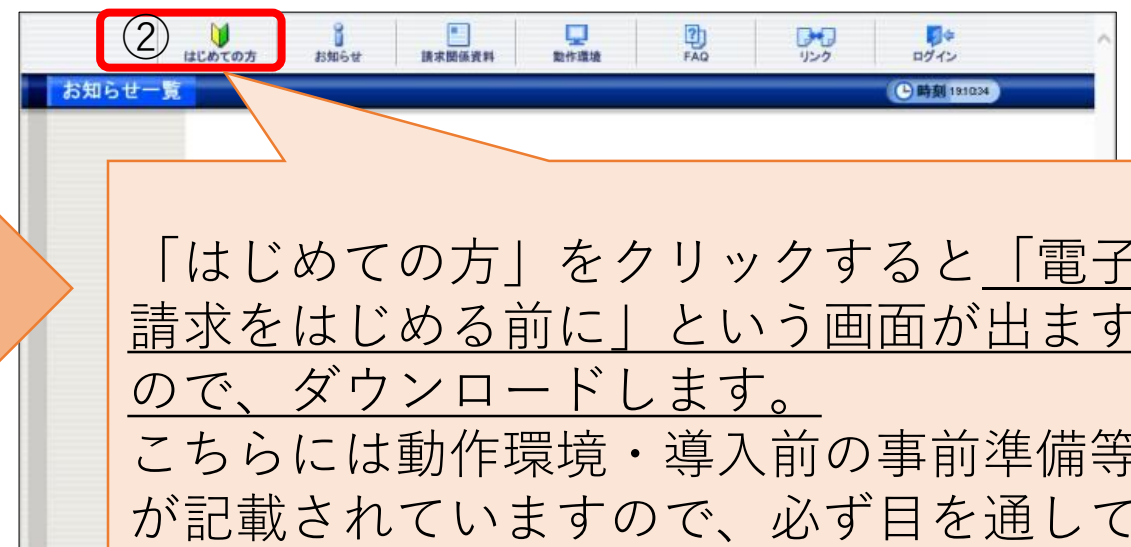 ②
はじめての方
お知らせ
請求関係資料
動作環境
FAQ
リンク
ログイン
お知らせ一覧
時刻 19:10:34
「はじめての方」をクリックすると「電子
請求をはじめる前に」という画面が出ます
ので、ダウンロードします。
こちらには動作環境・導入前の事前準備等
が記載されていますので、必ず目を通して